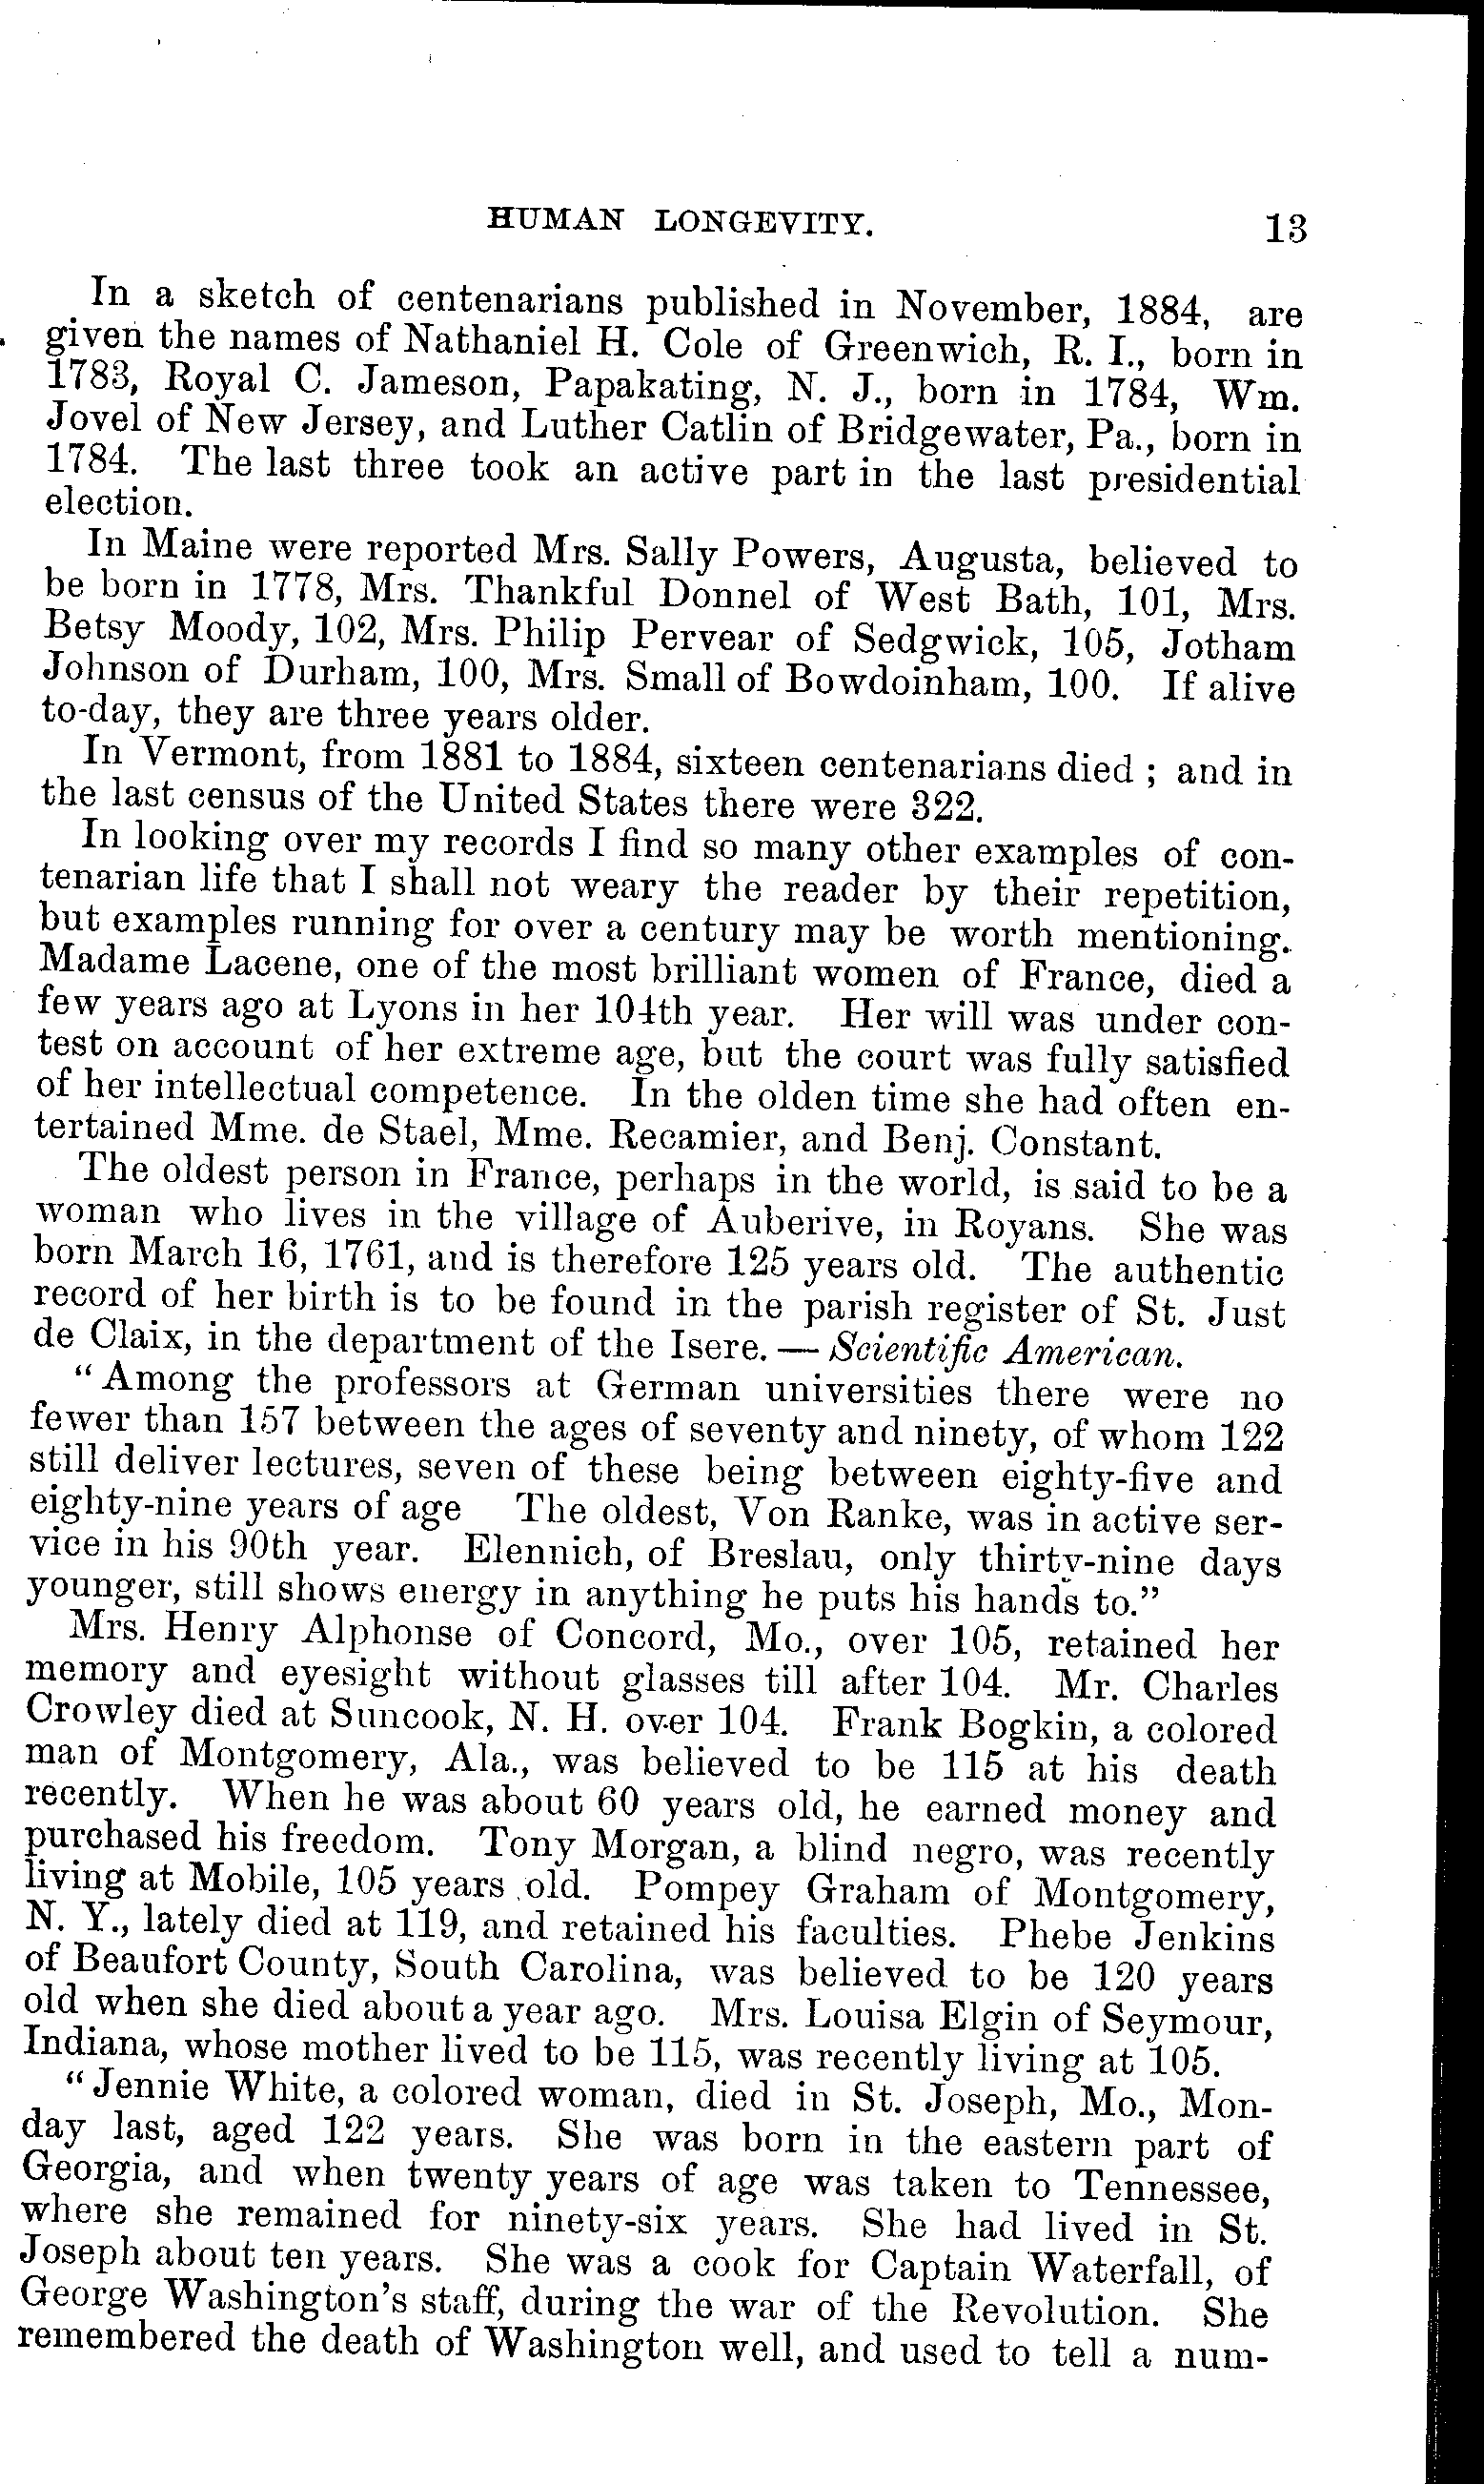 HUMAN LONGEVITY. 13
In a sketch of centenarians published in November, 1884, are
given the names of Nathaniel H. Cole of Greenwich, R. I., born in
1783, Royal C. Jameson, Papakating, N. J., born in 1784, Wm.
Jovel of New Jersey, and Luther Catlin of Bridgewater, Pa., born in
1784. The last three took an active part in the last presidential
election.
In Maine were reported Mrs. Sally Powers, Augusta, believed to
be born in 1778, Mrs. Thankful Donnel of West Bath, 101, Mrs.
Betsy Moody, 102, Mrs. Philip Pervear of Sedgwick, 105, Jotham
Johnson of Durham, 100, Mrs. Small of Bowdoinham, 100. If alive
to-day, they are three years older.
In Vermont, from 1881 to 1884, sixteen centenarians died ; and in
the last census of the United States there were 322.
In looking over my records I find so many other examples of con-
tenarian life that I shall not weary the reader by their repetition,
but examples running for over a century may be worth mentioning.
Madame Lacene, one of the most brilliant women of France, died a
few years ago at Lyons in her 104th year. Her will was under con-
test on account of her extreme age, but the court was fully satisfied
of her intellectual competence. In the olden time she had often en-
tertained Mme. de Stael, Mme. Recamier, and Benj. Constant.
The oldest person in France, perhaps in the world, is said to be a
woman who lives in the village of Auberive, in Royans. She was
born March 16, 1761, and is therefore 125 years old. The authentic
record of her birth is to be found in the parish register of St. Just
de Claix, in the department of the Isere. — Scientific American.
“Among the professors at German universities there were no
fewer than 157 between the ages of seventy and ninety, of whom 122
still deliver lectures, seven of these being between eighty-five and
eighty-nine years of age The oldest, Von Ranke, was in active ser-
vice in his 90th year. Elennich, of Breslau, only thirty-nine days
younger, still shows energy in anything he puts his hands to.”
Mrs. Henry Alphonse of Concord, Mo., over 105, retained her
memory and eyesight without glasses till after 104. Mr. Charles
Crowley died at Suncook, N. H. over 104. Frank Bogkin, a colored
man of Montgomery, Ala., was believed to be 115 at his death
recently. When he was about 60 years old, he earned money and
purchased his freedom. Tony Morgan, a blind negro, was recently
living at Mobile, 105 years old. Pompey Graham of Montgomery,
N. Y., lately died at 119, and retained his faculties. Phebe Jenkins
of Beaufort County, South Carolina, was believed to be 120 years
old when she died about a year ago. Mrs. Louisa Elgin of Seymour,
Indiana, whose mother lived to be 115, was recently living at 105.
“Jennie White, a colored woman, died in St. Joseph, Mo., Mon-
day last, aged 122 years. She was born in the eastern part of
Georgia, and when twenty years of age was taken to Tennessee,
where she remained for ninety-six years. She had lived in St.
Joseph about ten years. She was a cook for Captain Waterfall, of
George Washington's staff, during the war of the Revolution. She
remembered the death of Washington well, and used to tell a num-